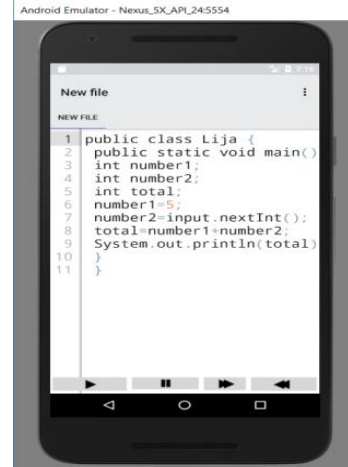 Android Emulator - Nexus_5X_API_24:5554
7:16
New file
NEW FILE
1 public class Lija {
2 public static void main()
3 int number1;
4 int number2;
5 int total;
6 number1=5;
7 number2=input.nextInt();
8 total=number1+number2;
9 System.out.println(total)
10 }
11 }